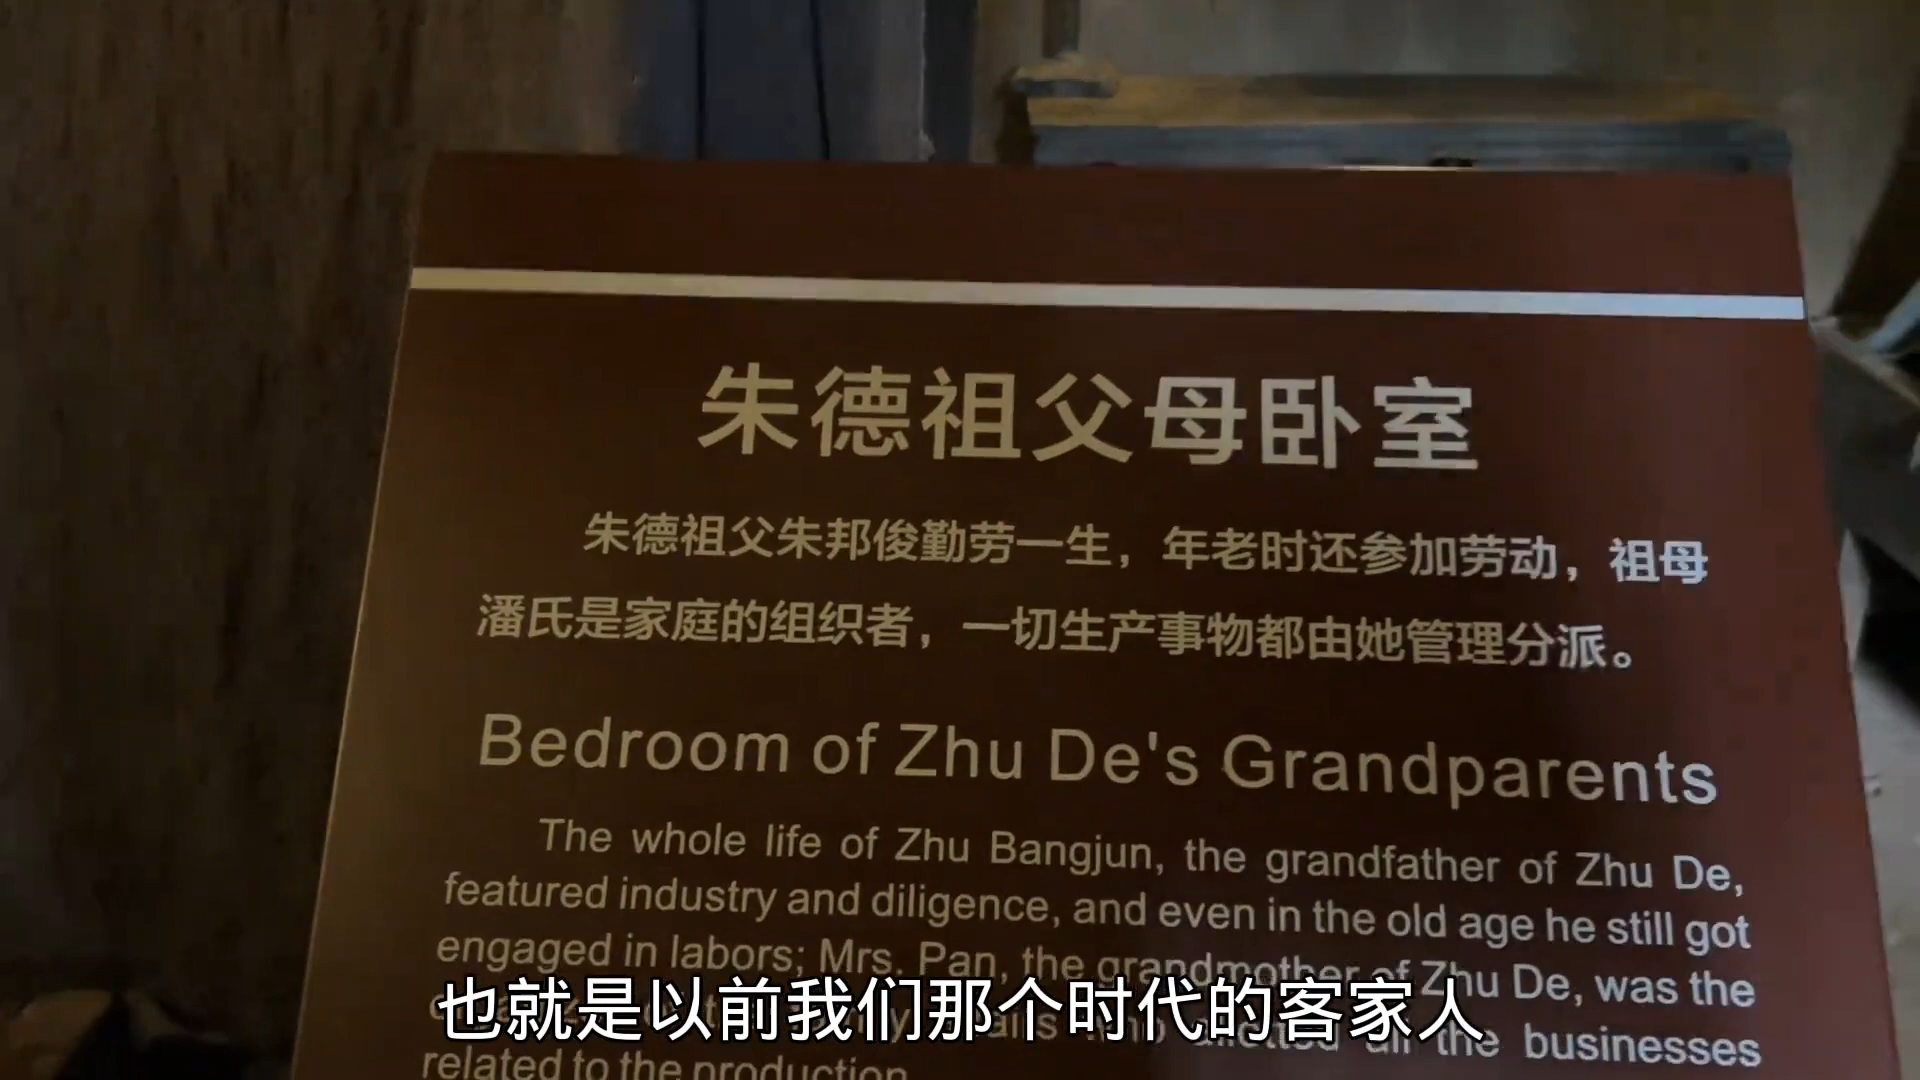 朱德祖父母卧室
朱德祖父朱邦俊勤劳一生，年老时还参加劳动，祖母
潘氏是家庭的组织者，一切生产事物都由她管理分派。
Bedroom of Zhu De's Grandparents
The whole life of Zhu Bangjun, the grandfather of Zhu De,
featured industry and diligence, and even in the old age he still got
engaged in labors; Mrs. Pan, the grandmother of Zhu De, was the
allotted all the businesses
related to the production.
也就是以前我们那个时代的客家人